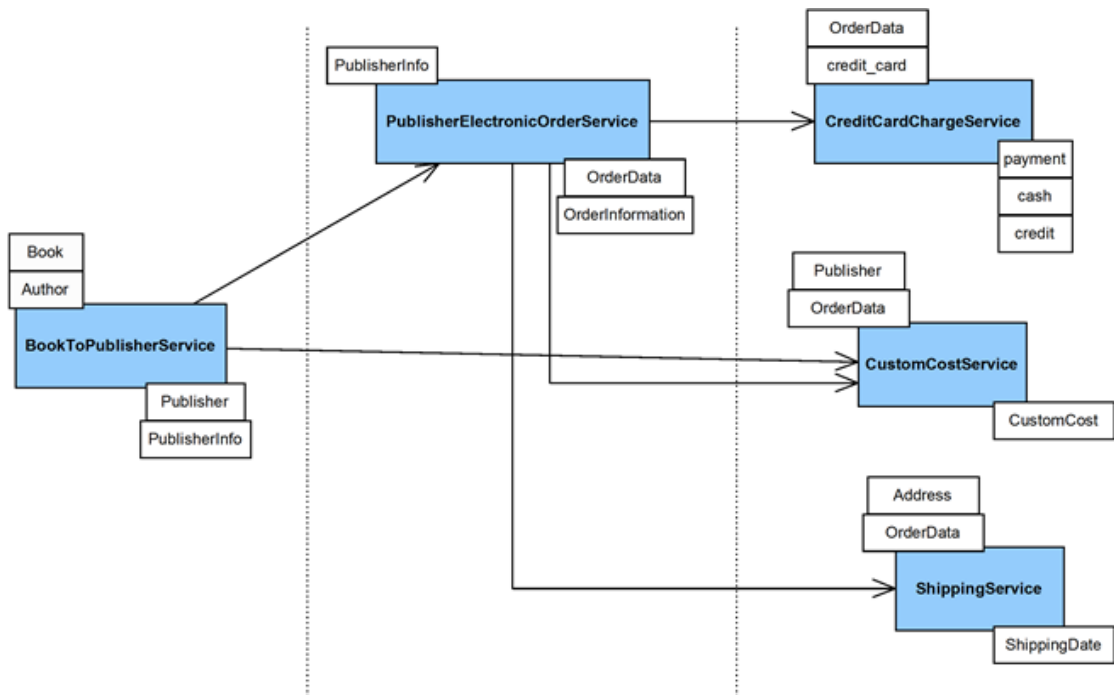 Book
Author
BookToPublisherService
Publisher
PublisherInfo
PublisherInfo
PublisherElectronicOrderService
OrderData
OrderInformation
OrderData
credit_card
CreditCardChargeService
payment
cash
credit
Publisher
OrderData
CustomCostService
CustomCost
Address
OrderData
ShippingService
ShippingDate